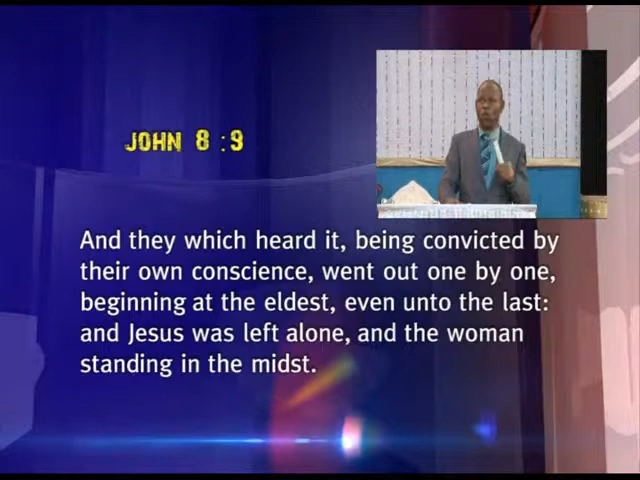 JOHN 8 :9
And they which heard it, being convicted by
their own conscience, went out one by one,
beginning at the eldest, even unto the last:
and Jesus was left alone, and the woman
standing in the midst.